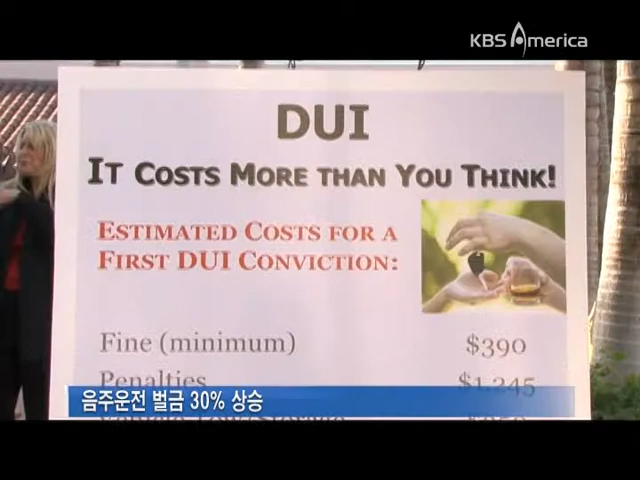 KBS America
DUI
IT COSTS MORE THAN YOU THINK!
ESTIMATED COSTS FOR A
FIRST DUI CONVICTION:
Fine (minimum) $390
Penalties $1,245
음주운전 벌금 30% 상승